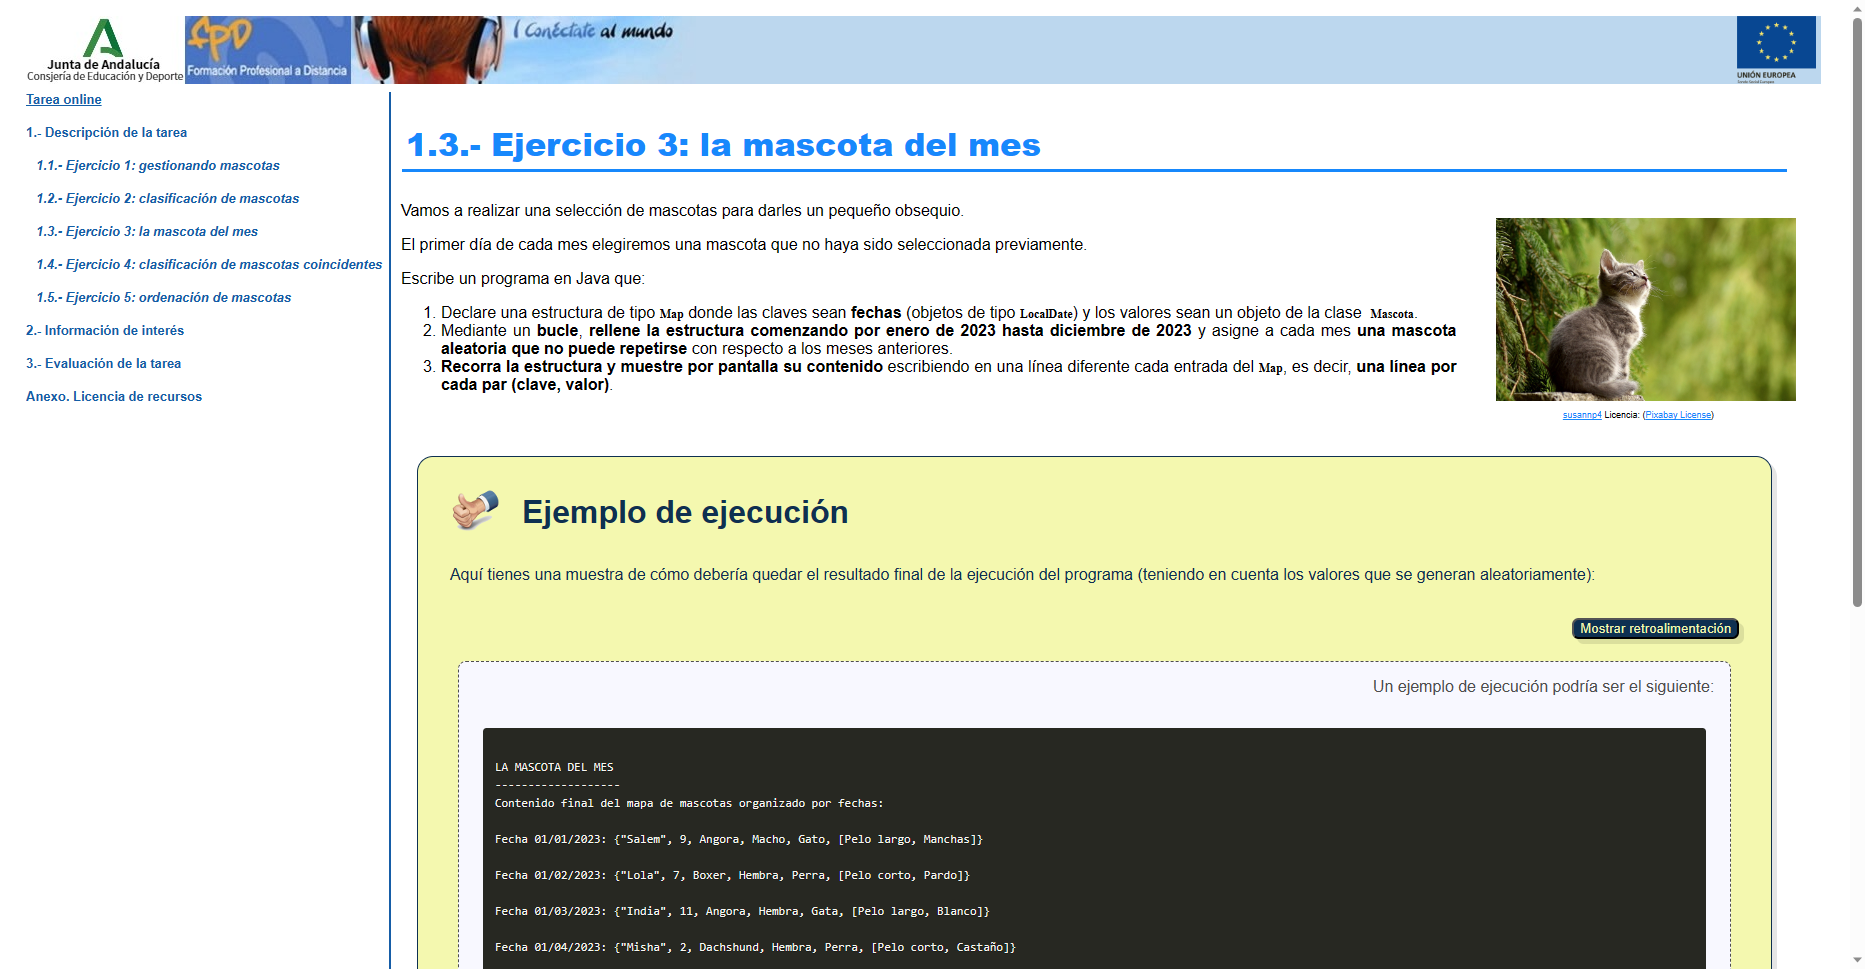 Junta de Andalucía
Consejería de Educación y Deporte
fpD
Formación Profesional a Distancia
Conéctate al mundo
UNIÓN EUROPEA
Fondo Social Europeo
Tarea online
1.- Descripción de la tarea
1.1.- Ejercicio 1: gestionando mascotas
1.2.- Ejercicio 2: clasificación de mascotas
1.3.- Ejercicio 3: la mascota del mes
1.4.- Ejercicio 4: clasificación de mascotas coincidentes
1.5.- Ejercicio 5: ordenación de mascotas
2.- Información de interés
3.- Evaluación de la tarea
Anexo. Licencia de recursos
1.3.- Ejercicio 3: la mascota del mes
Vamos a realizar una selección de mascotas para darles un pequeño obsequio.
El primer día de cada mes elegiremos una mascota que no haya sido seleccionada previamente.
Escribe un programa en Java que:
1. Declare una estructura de tipo Map donde las claves sean fechas (objetos de tipo LocalDate) y los valores sean un objeto de la clase Mascota.
2. Mediante un bucle, rellene la estructura comenzando por enero de 2023 hasta diciembre de 2023 y asigne a cada mes una mascota
aleatoria que no puede repetirse con respecto a los meses anteriores.
3. Recorra la estructura y muestre por pantalla su contenido escribiendo en una línea diferente cada entrada del Map, es decir, una línea por
cada par (clave, valor).
susannp4 Licencia: (Pixabay License)
Ejemplo de ejecución
Aquí tienes una muestra de cómo debería quedar el resultado final de la ejecución del programa (teniendo en cuenta los valores que se generan aleatoriamente):
Mostrar retroalimentación
Un ejemplo de ejecución podría ser el siguiente:
LA MASCOTA DEL MES
-------------------
Contenido final del mapa de mascotas organizado por fechas:
Fecha 01/01/2023: {"Salem", 9, Angora, Macho, Gato, [Pelo largo, Manchas]}
Fecha 01/02/2023: {"Lola", 7, Boxer, Hembra, Perra, [Pelo corto, Pardo]}
Fecha 01/03/2023: {"India", 11, Angora, Hembra, Gata, [Pelo largo, Blanco]}
Fecha 01/04/2023: {"Misha", 2, Dachshund, Hembra, Perra, [Pelo corto, Castaño]}